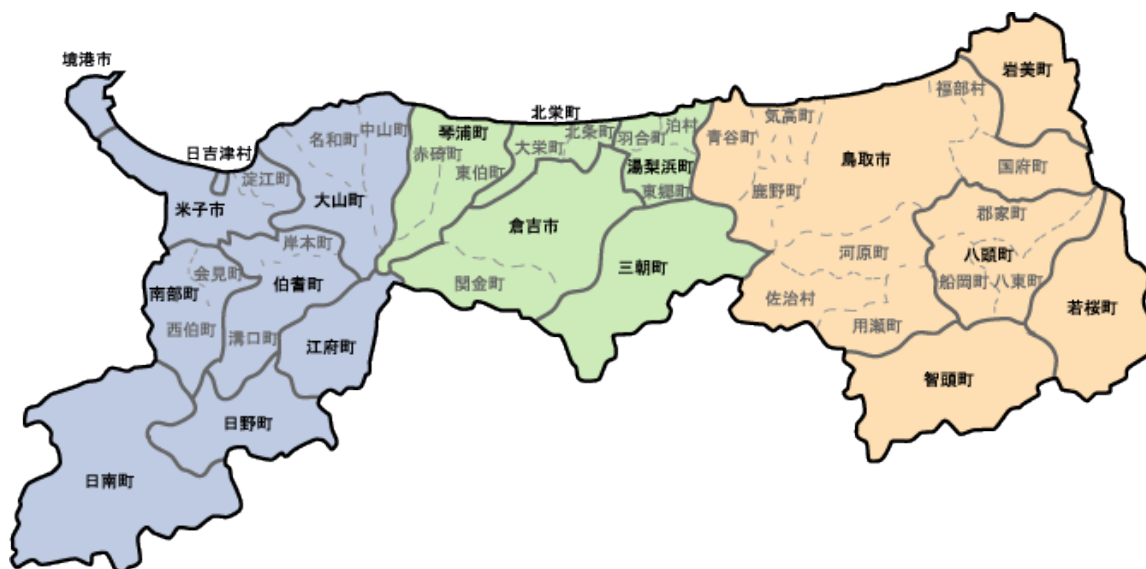 境港市
日吉津村
淀江町
米子市
名和町
中山町
大山町
岸本町
会見町
南部町
伯耆町
西伯町
溝口町
江府町
日野町
日南町
北栄町
琴浦町
赤碕町
東伯町
大栄町
北条町
羽合町
泊村
湯梨浜町
東郷町
倉吉市
三朝町
関金町
岩美町
福部村
気高町
青谷町
鳥取市
国府町
鹿野町
郡家町
河原町
八頭町
船岡町
八東町
佐治村
用瀬町
若桜町
智頭町